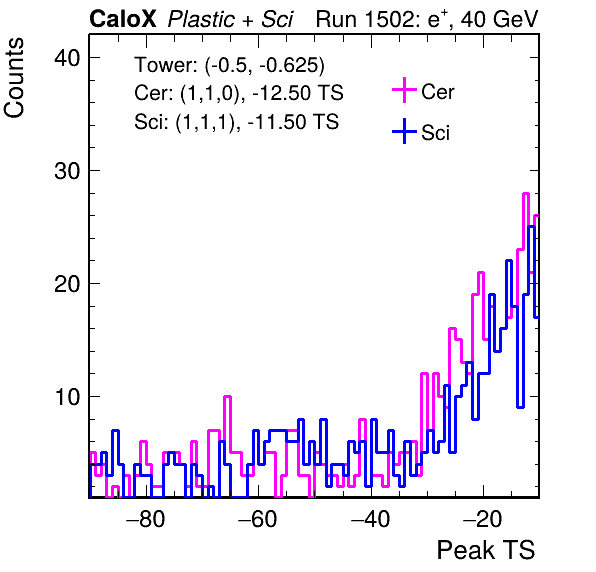 CaloX Plastic + Sci Run 1502: e+, 40 GeV
Counts
Tower: (-0.5, -0.625)
Cer: (1,1,0), -12.50 TS
Sci: (1,1,1), -11.50 TS
Cer
Sci
40
30
20
10
−80 −60 −40 −20
Peak TS